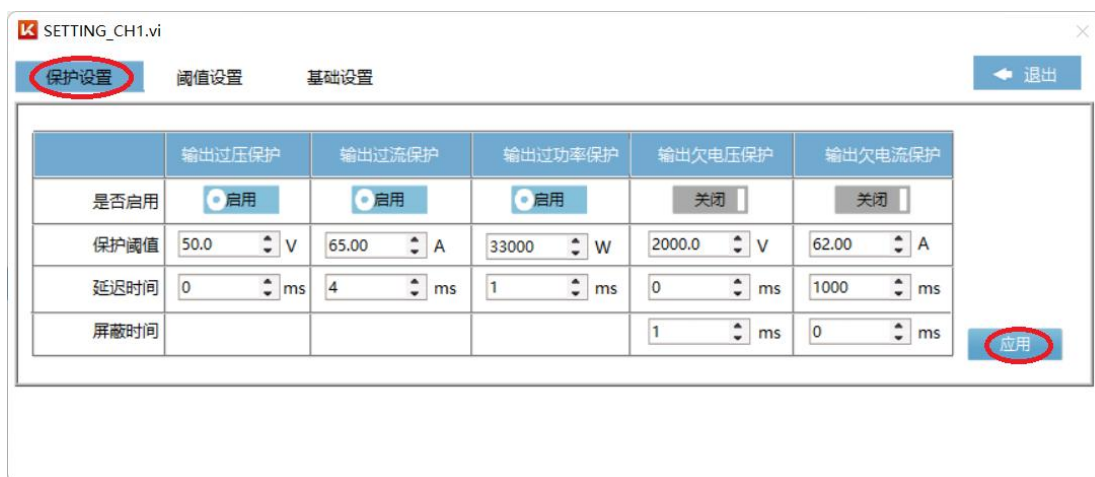 SETTING_CH1.vi
保护设置 阈值设置 基础设置 退出
输出过压保护 输出过流保护 输出过功率保护 输出欠电压保护 输出欠电流保护
是否启用 启用 启用 启用 关闭 关闭
保护阈值 50.0 V 65.00 A 33000 W 2000.0 V 62.00 A
延迟时间 0 ms 4 ms 1 ms 0 ms 1000 ms
屏蔽时间 1 ms 0 ms
应用